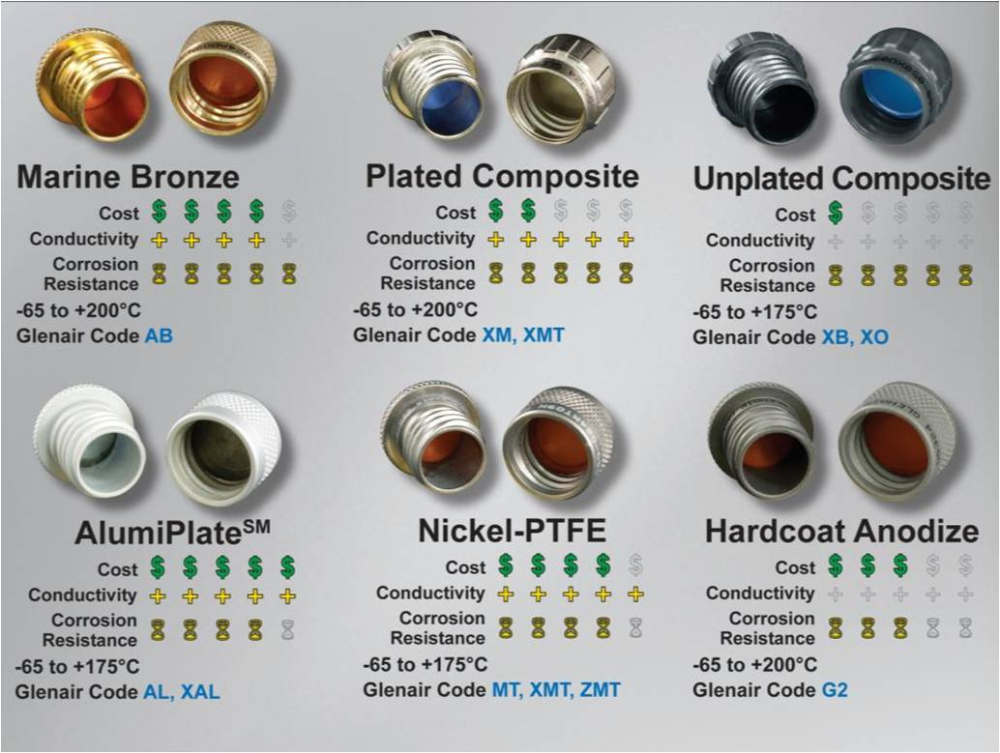 Marine Bronze
Cost $ $ $ $ $
Conductivity + + + + +
Corrosion
Resistance
-65 to +200°C
Glenair Code AB
Plated Composite
Cost $ $ $ $ $
Conductivity + + + + +
Corrosion
Resistance
-65 to +200°C
Glenair Code XM, XMT
Unplated Composite
Cost $ $ $ $ $
Conductivity + + + + +
Corrosion
Resistance
-65 to +175°C
Glenair Code XB, XO
AlumiPlate℠
Cost $ $ $ $ $
Conductivity + + + + +
Corrosion
Resistance
-65 to +175°C
Glenair Code AL, XAL
Nickel-PTFE
Cost $ $ $ $ $
Conductivity + + + + +
Corrosion
Resistance
-65 to +175°C
Glenair Code MT, XMT, ZMT
Hardcoat Anodize
Cost $ $ $ $ $
Conductivity + + + + +
Corrosion
Resistance
-65 to +200°C
Glenair Code G2